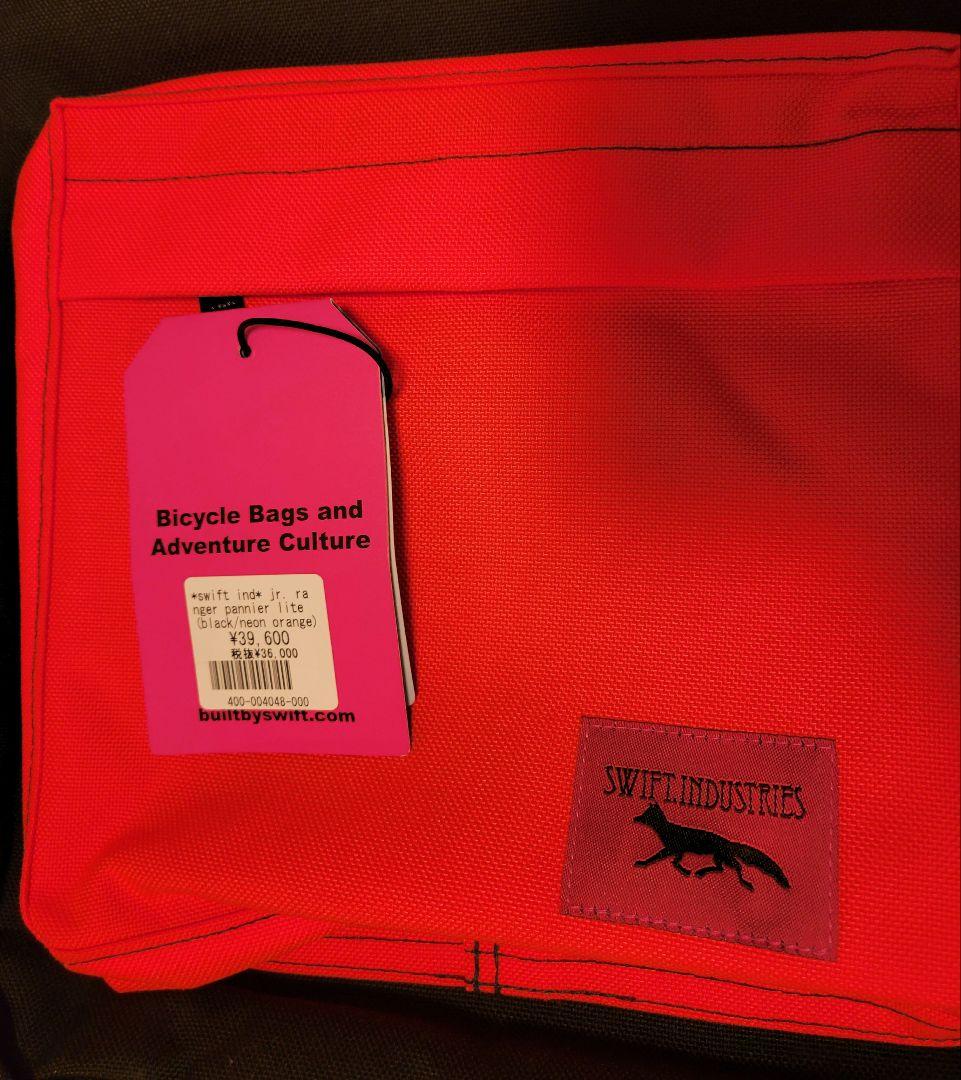 Bicycle Bags and
Adventure Culture
*swift ind* jr. ra
nger pannier lite
(black/neon orange)
¥39,600
税抜¥36,000
400-004048-000
builtbyswift.com
SWIFT.INDUSTRIES